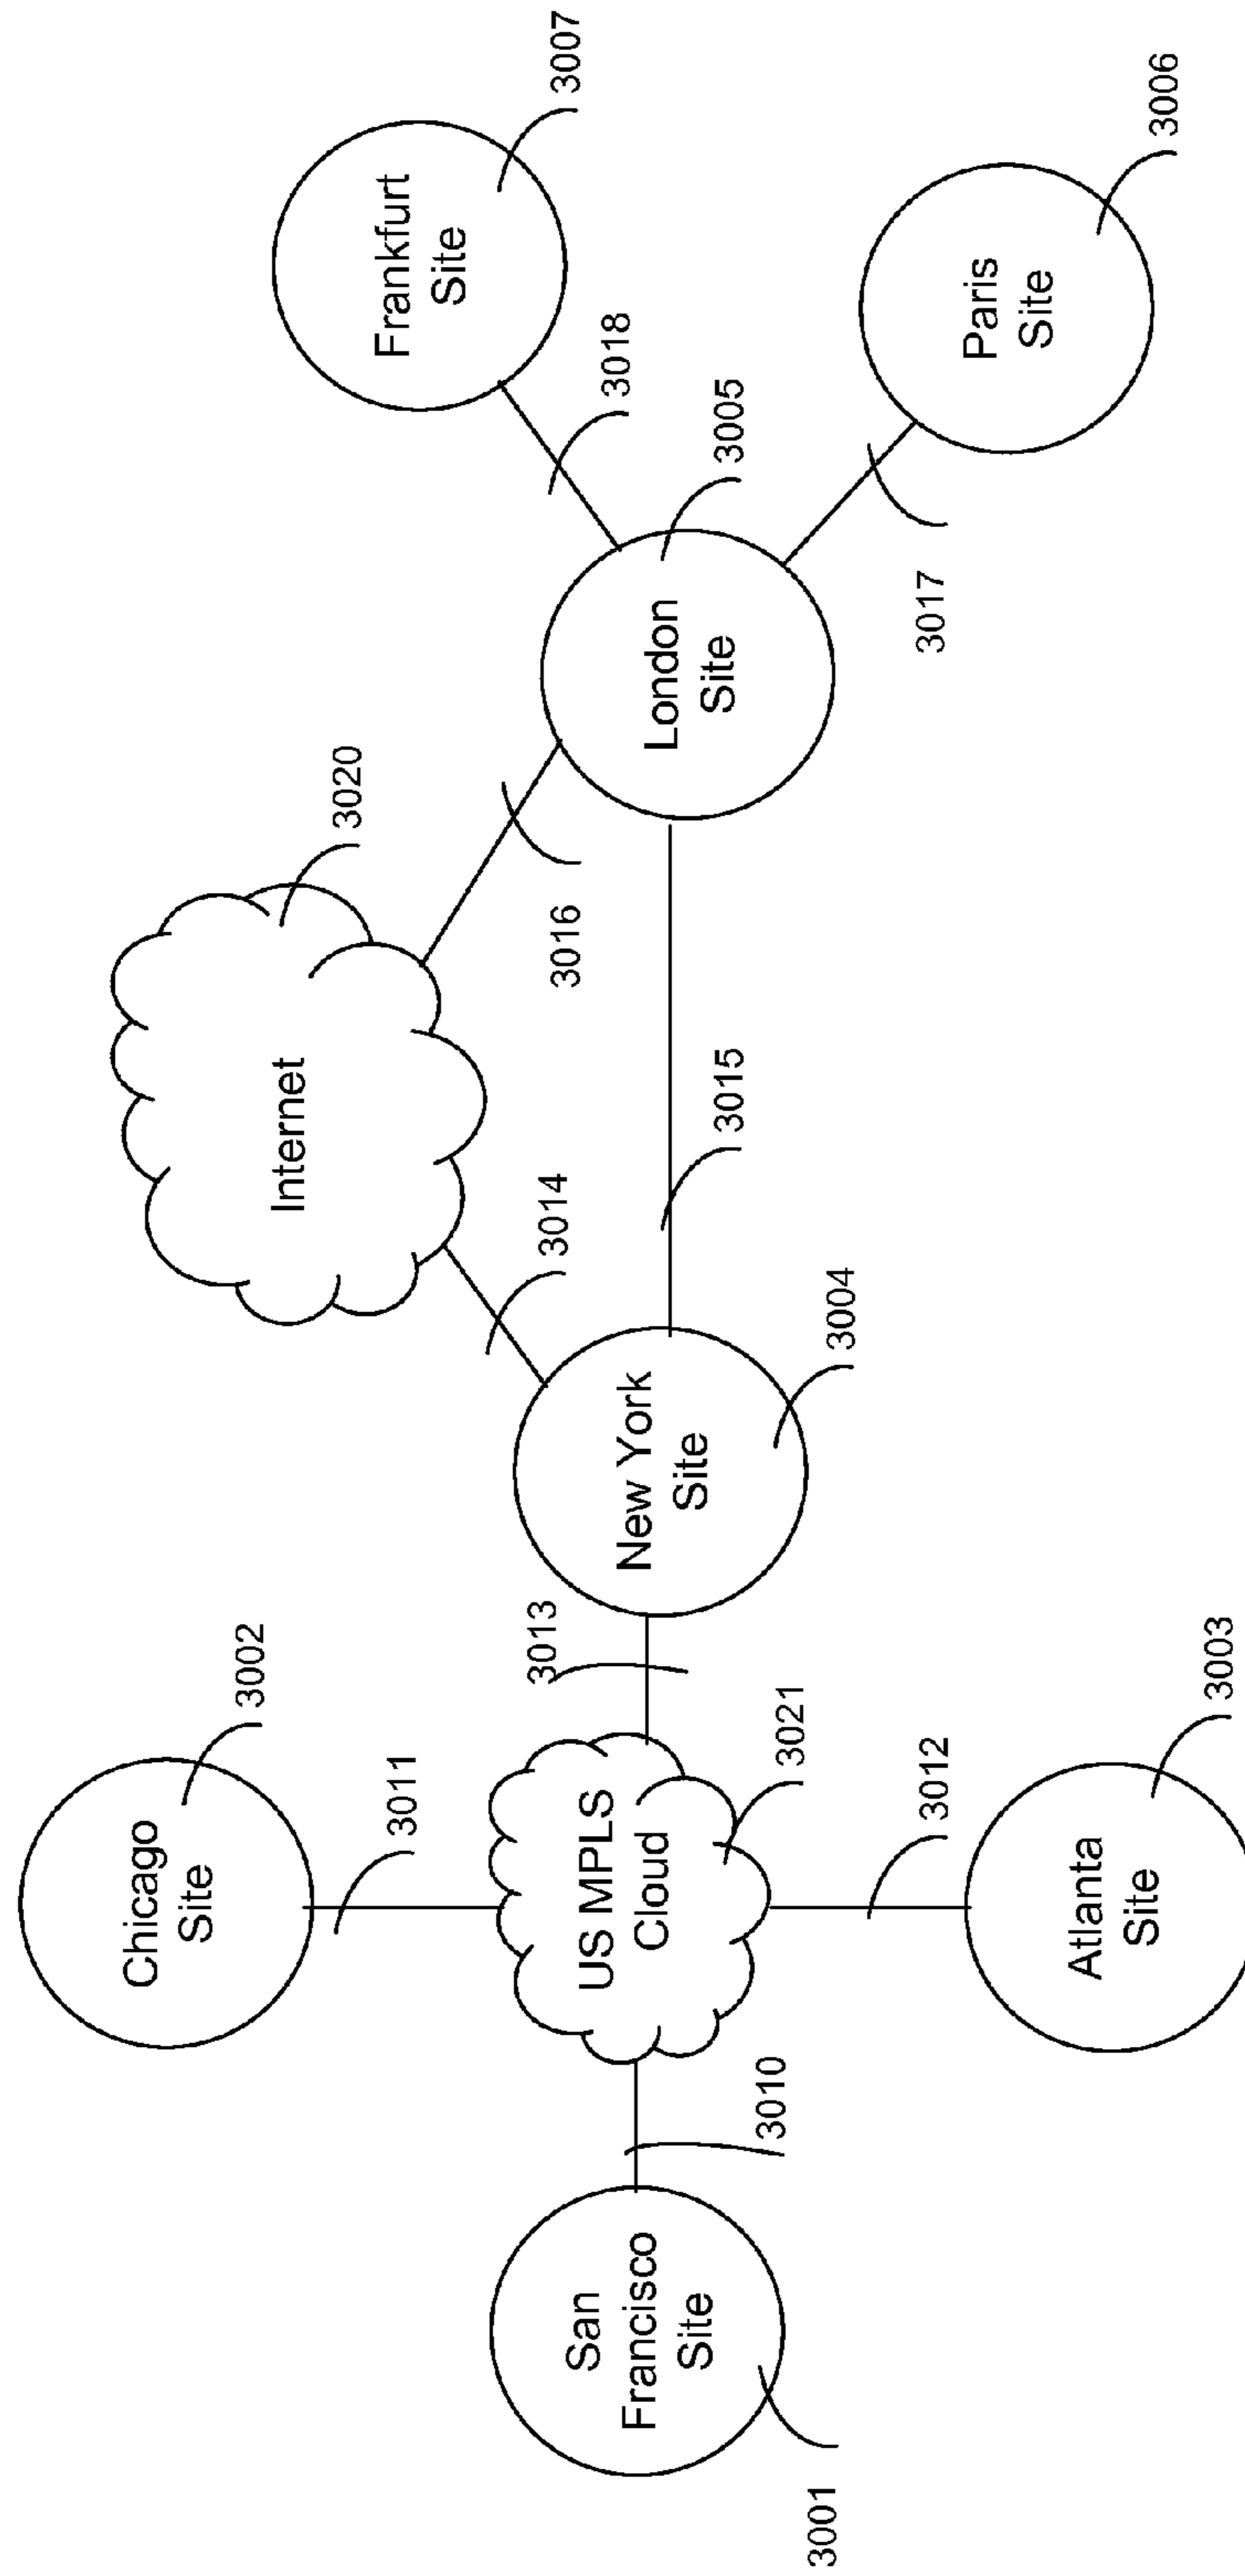 Chicago
Site
3002
3011
San
Francisco
Site
3001
3010
US MPLS
Cloud
3021
3012
Atlanta
Site
3003
3013
New York
Site
3004
3014
Internet
3020
3015
3016
London
Site
3005
3018
Frankfurt
Site
3007
3017
Paris
Site
3006